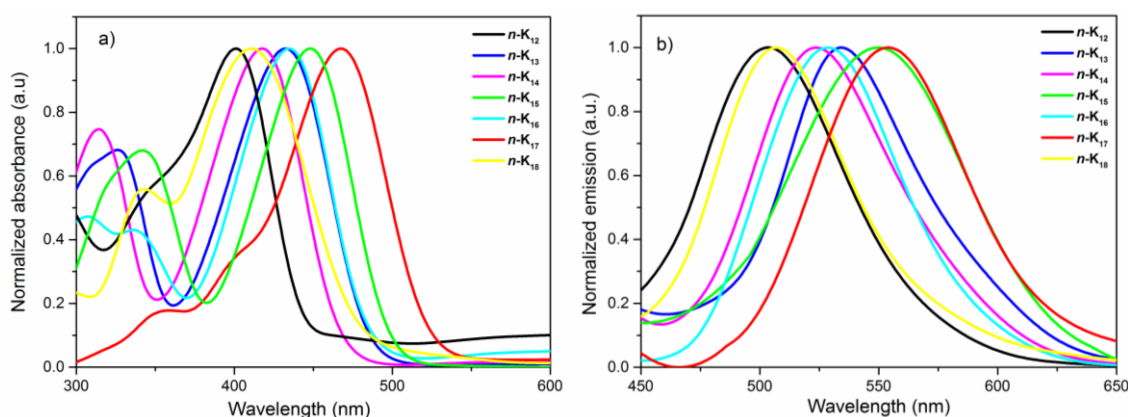 a)
n-K12
n-K13
n-K14
n-K15
n-K16
n-K17
n-K18
Normalized absorbance (a.u)
1.0
0.8
0.6
0.4
0.2
0.0
300
400
500
600
Wavelength (nm)
b)
n-K12
n-K13
n-K14
n-K15
n-K16
n-K17
n-K18
Normalized emission (a.u.)
1.0
0.8
0.6
0.4
0.2
0.0
450
500
550
600
650
Wavelength (nm)